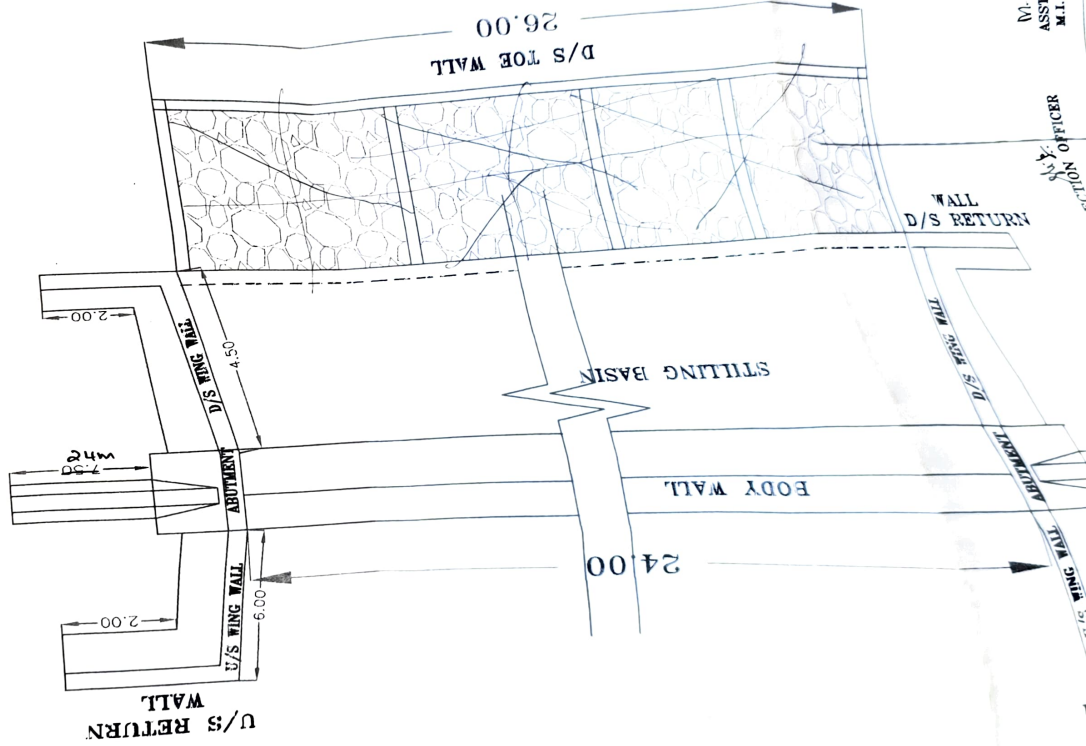 26.00
D/S TOE WALL
M.
ASST
M.I.
OFFICER
WALL
D/S RETURN
2.00
D/S WING WALL
4.50
STILLING BASIN
D/S WING WALL
24m
7.50
ABUTMENT
BODY WALL
ABUTMENT
24.00
WING WALL
2.00
U/S WING WALL
6.00
U/S RETURN
WALL